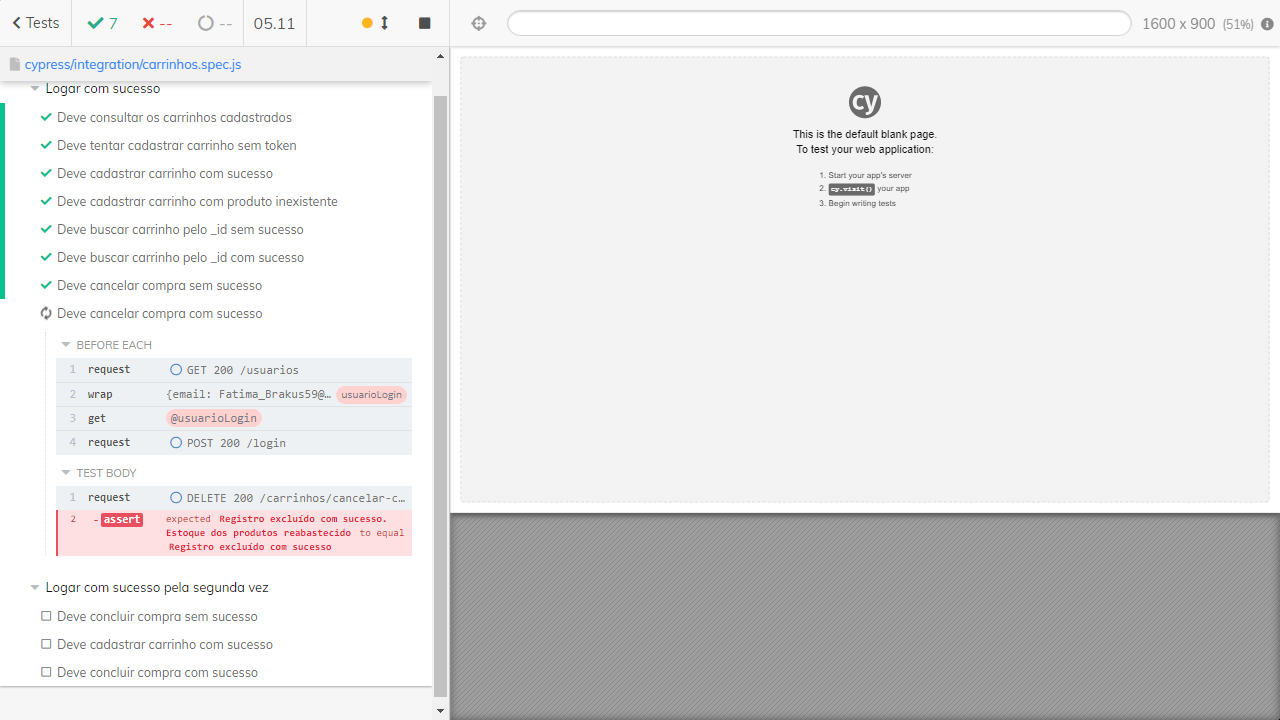 Tests 7 -- -- 05.11 1600 x 900 (51%)
cypress/integration/carrinhos.spec.js
Logar com sucesso
Deve consultar os carrinhos cadastrados
Deve tentar cadastrar carrinho sem token
Deve cadastrar carrinho com sucesso
Deve cadastrar carrinho com produto inexistente
Deve buscar carrinho pelo _id sem sucesso
Deve buscar carrinho pelo _id com sucesso
Deve cancelar compra sem sucesso
Deve cancelar compra com sucesso
BEFORE EACH
1 request GET 200 /usuarios
2 wrap {email: Fatima_Brakus59@… usuarioLogin
3 get @usuarioLogin
4 request POST 200 /login
TEST BODY
1 request DELETE 200 /carrinhos/cancelar-c…
2 -assert expected Registro excluído com sucesso.
Estoque dos produtos reabastecido to equal
Registro excluído com sucesso
Logar com sucesso pela segunda vez
Deve concluir compra sem sucesso
Deve cadastrar carrinho com sucesso
Deve concluir compra com sucesso
cy
This is the default blank page.
To test your web application:
1. Start your app's server
2. cy.visit() your app
3. Begin writing tests